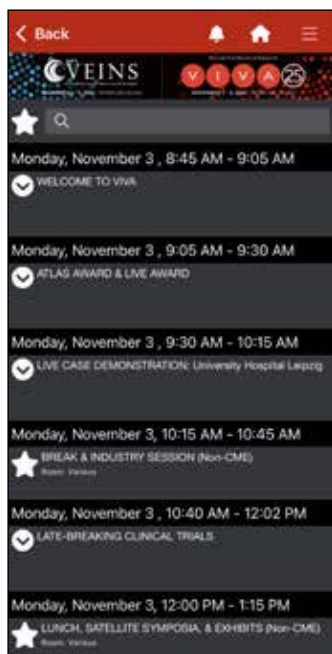 Back
VEINS
VIVA 25
Monday, November 3 , 8:45 AM - 9:05 AM
WELCOME TO VIVA
Monday, November 3 , 9:05 AM - 9:30 AM
ATLAS AWARD & LIVE AWARD
Monday, November 3 , 9:30 AM - 10:15 AM
LIVE CASE DEMONSTRATION: University Hospital Leipzig
Monday, November 3, 10:15 AM - 10:45 AM
BREAK & INDUSTRY SESSION (Non-CME)
Room: Various
Monday, November 3 , 10:40 AM - 12:02 PM
LATE-BREAKING CLINICAL TRIALS
Monday, November 3, 12:00 PM - 1:15 PM
LUNCH, SATELLITE SYMPOSIA, & EXHIBITS (Non-CME)
Room: Various